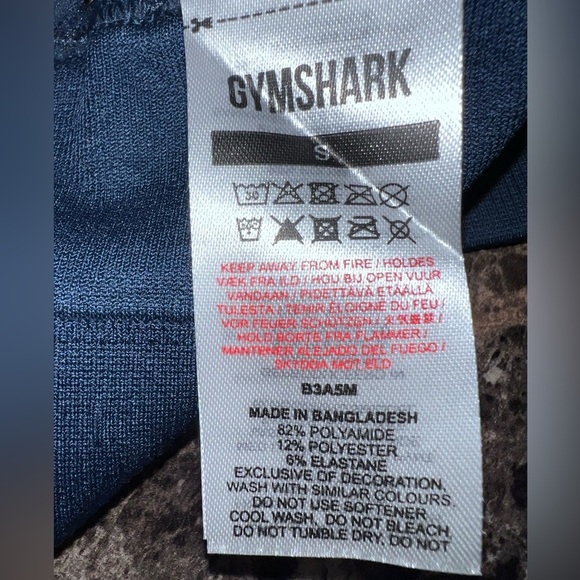 GYMSHARK
S
30
KEEP AWAY FROM FIRE / HOLDES
VÆK FRA ILD / HOU BIJ OPEN VUUR
VANDAAN / PIDETTÄVÄ ETÄÄLLÄ
TULESTA / TENIR ÉLOIGNÉ DU FEU /
VOR FEUER SCHÜTZEN /
HOLD BORTE FRA FLAMMER /
MANTENER ALEJADO DEL FUEGO /
SKYDDA MOT ELD
B3A5M
MADE IN BANGLADESH
82% POLYAMIDE
12% POLYESTER
6% ELASTANE
EXCLUSIVE OF DECORATION.
WASH WITH SIMILAR COLOURS.
DO NOT USE SOFTENER
COOL WASH, DO NOT BLEACH
DO NOT TUMBLE DRY, DO NOT